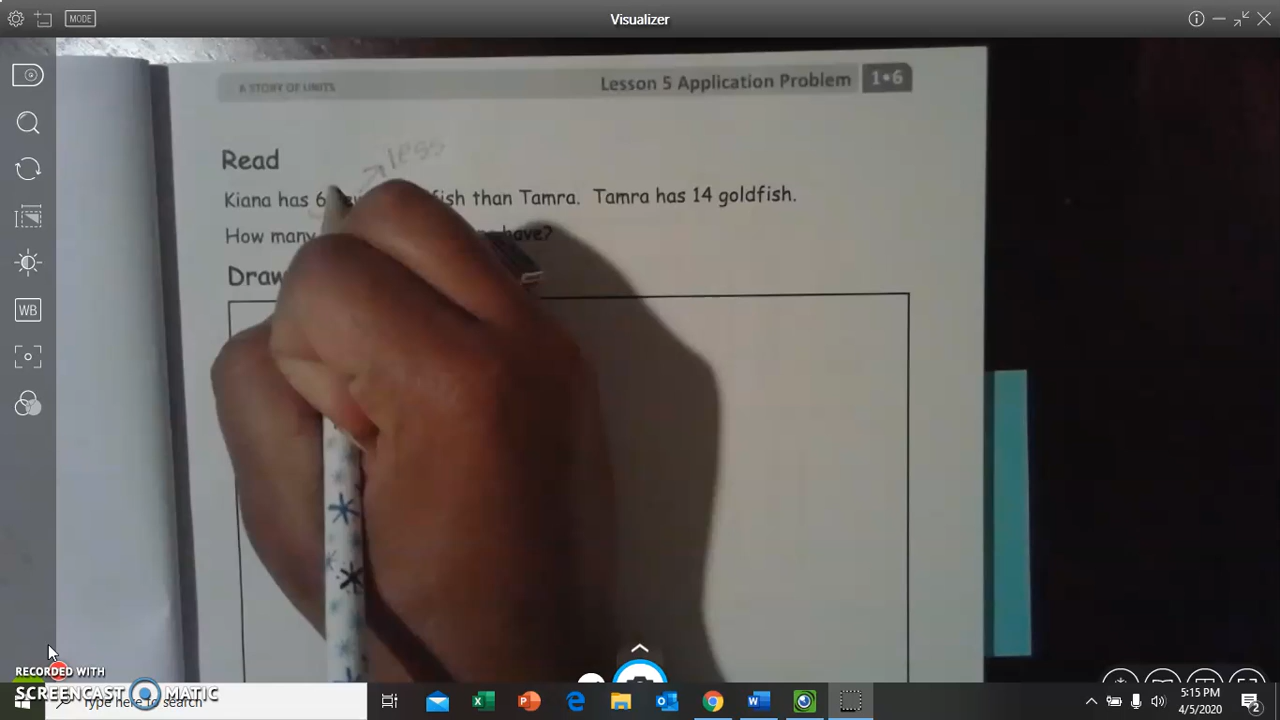 MODE
Visualizer
A STORY OF UNITS
Lesson 5 Application Problem 1•6
less
Read
Kiana has 6 fish than Tamra. Tamra has 14 goldfish.
How many have?
Draw
WB
RECORDED WITH
SCREENCAST MATIC
Type here to search
5:15 PM
4/5/2020
2